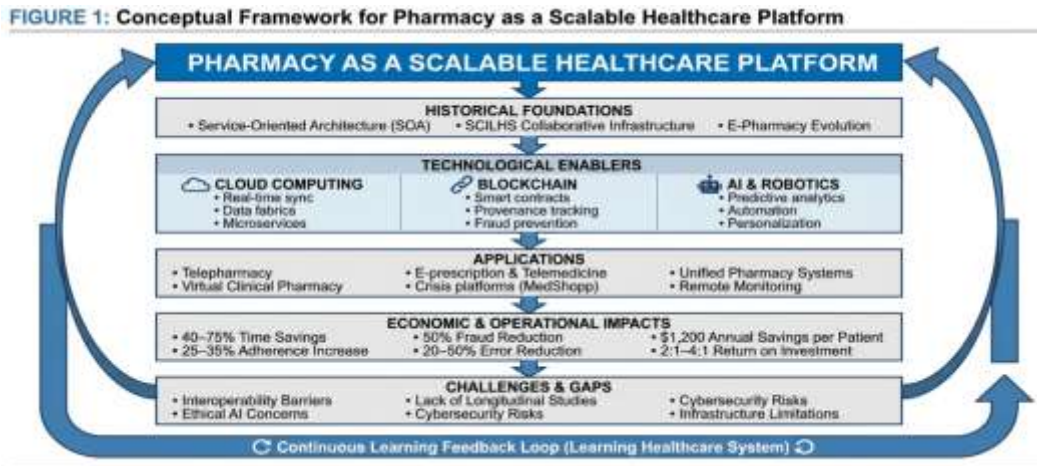 FIGURE 1: Conceptual Framework for Pharmacy as a Scalable Healthcare Platform
PHARMACY AS A SCALABLE HEALTHCARE PLATFORM
HISTORICAL FOUNDATIONS
• Service-Oriented Architecture (SOA) • SCILHS Collaborative Infrastructure • E-Pharmacy Evolution
TECHNOLOGICAL ENABLERS
CLOUD COMPUTING
• Real-time sync
• Data fabrics
• Microservices
BLOCKCHAIN
• Smart contracts
• Provenance tracking
• Fraud prevention
AI & ROBOTICS
• Predictive analytics
• Automation
• Personalization
APPLICATIONS
• Telepharmacy • E-prescription & Telemedicine • Unified Pharmacy Systems
• Virtual Clinical Pharmacy • Crisis platforms (MedShopp) • Remote Monitoring
ECONOMIC & OPERATIONAL IMPACTS
• 40–75% Time Savings • 50% Fraud Reduction • $1,200 Annual Savings per Patient
• 25–35% Adherence Increase • 20–50% Error Reduction • 2:1–4:1 Return on Investment
CHALLENGES & GAPS
• Interoperability Barriers • Lack of Longitudinal Studies • Cybersecurity Risks
• Ethical AI Concerns • Cybersecurity Risks • Infrastructure Limitations
Continuous Learning Feedback Loop (Learning Healthcare System)